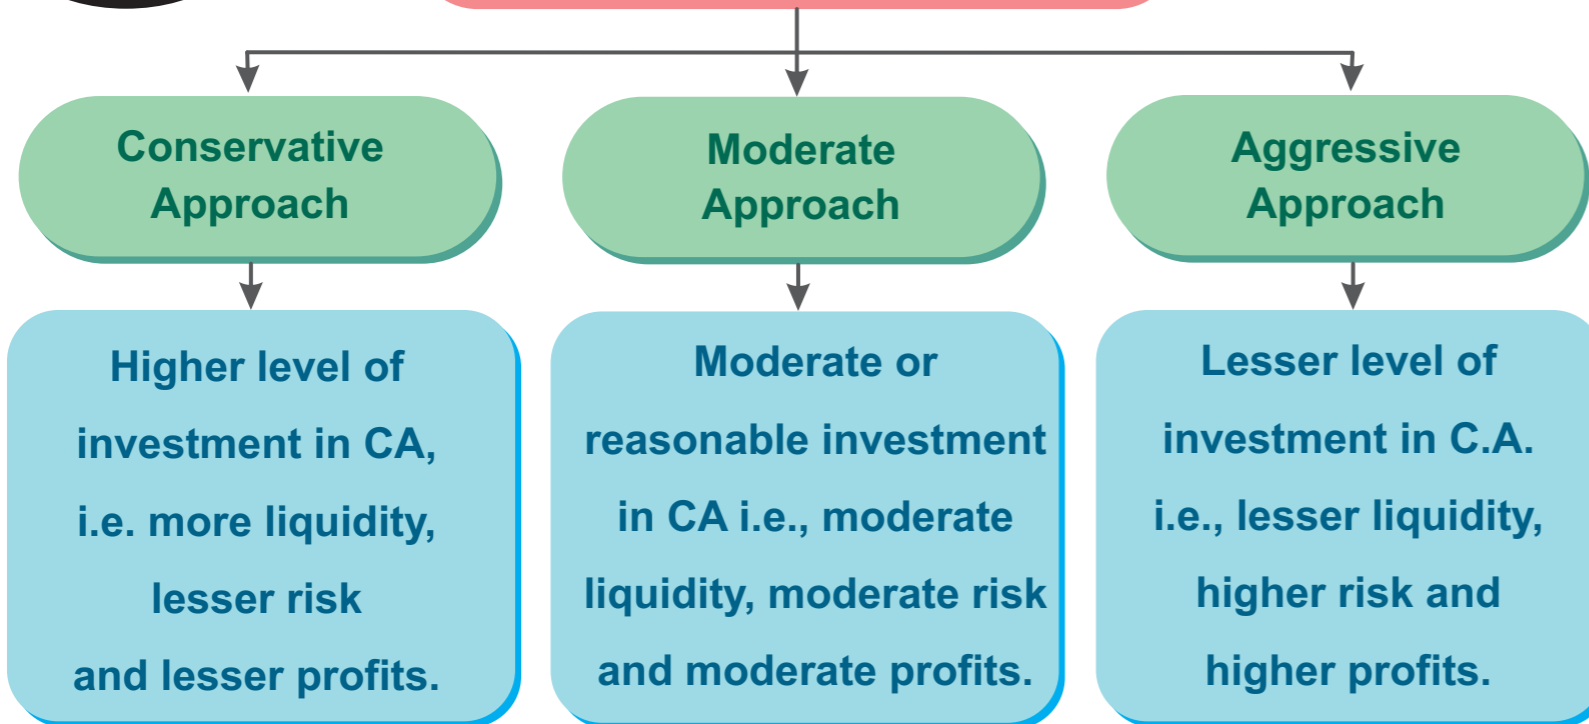 Conservative
Approach
Moderate
Approach
Aggressive
Approach
Higher level of
investment in CA,
i.e. more liquidity,
lesser risk
and lesser profits.
Moderate or
reasonable investment
in CA i.e., moderate
liquidity, moderate risk
and moderate profits.
Lesser level of
investment in C.A.
i.e., lesser liquidity,
higher risk and
higher profits.